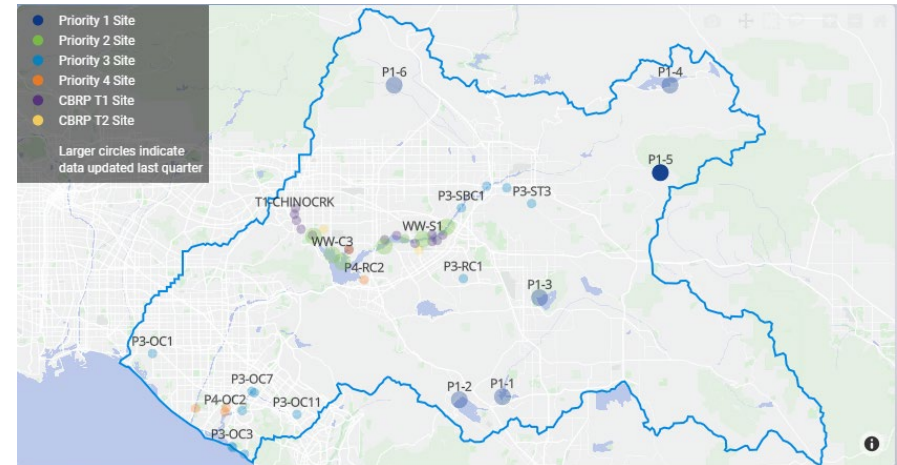 Priority 1 Site
Priority 2 Site
Priority 3 Site
Priority 4 Site
CBRP T1 Site
CBRP T2 Site
Larger circles indicate
data updated last quarter
P1-6
P1-4
P1-5
P3-SBC1
P3-ST3
T1-CHINOCRK
WW-S1
WW-C3
P4-RC2
P3-RC1
P1-3
P3-OC1
P3-OC7
P1-2
P1-1
P4-OC2
P3-OC11
P3-OC3